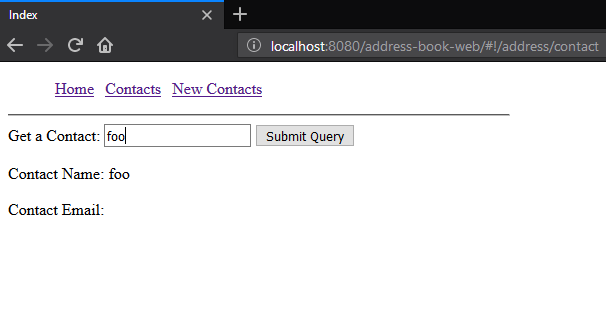 Index
localhost:8080/address-book-web/#!/address/contact
Home Contacts New Contacts
Get a Contact: foo Submit Query
Contact Name: foo
Contact Email: